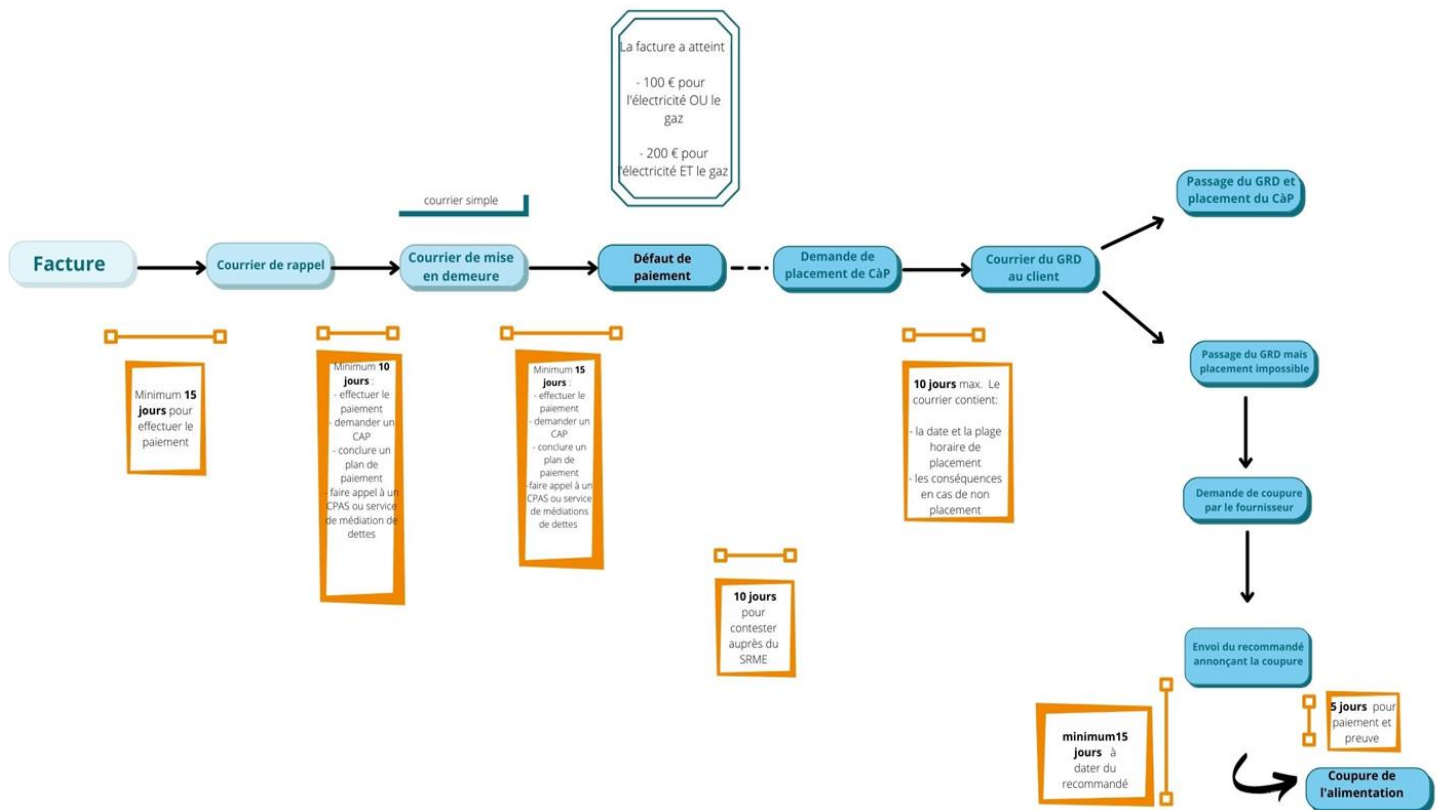 La facture a atteint
- 100 € pour
l'électricité OU le
gaz
- 200 € pour
l'électricité ET le gaz
courrier simple
Facture
Courrier de rappel
Courrier de mise
en demeure
Défaut de
paiement
Demande de
placement de CàP
Courrier du GRD
au client
Passage du GRD et
placement du CàP
Passage du GRD mais
placement impossible
Demande de coupure
par le fournisseur
Envoi du recommandé
annonçant la coupure
Coupure de
l'alimentation
Minimum 15
jours pour
effectuer le
paiement
Minimum 10
jours :
- effectuer le
paiement
- demander un
CAP
- conclure un
plan de
paiement
- faire appel à un
CPAS ou service
de médiation de
dettes
Minimum 15
jours :
- effectuer le
paiement
- demander un
CAP
- conclure un
plan de
paiement
-faire appel à un
CPAS ou service
de médiations
de dettes
10 jours
pour
contester
auprès du
SRME
10 jours max. Le
courrier contient:
- la date et la plage
horaire de
placement
- les conséquences
en cas de non
placement
minimum15
jours à
dater du
recommandé
5 jours pour
paiement et
preuve